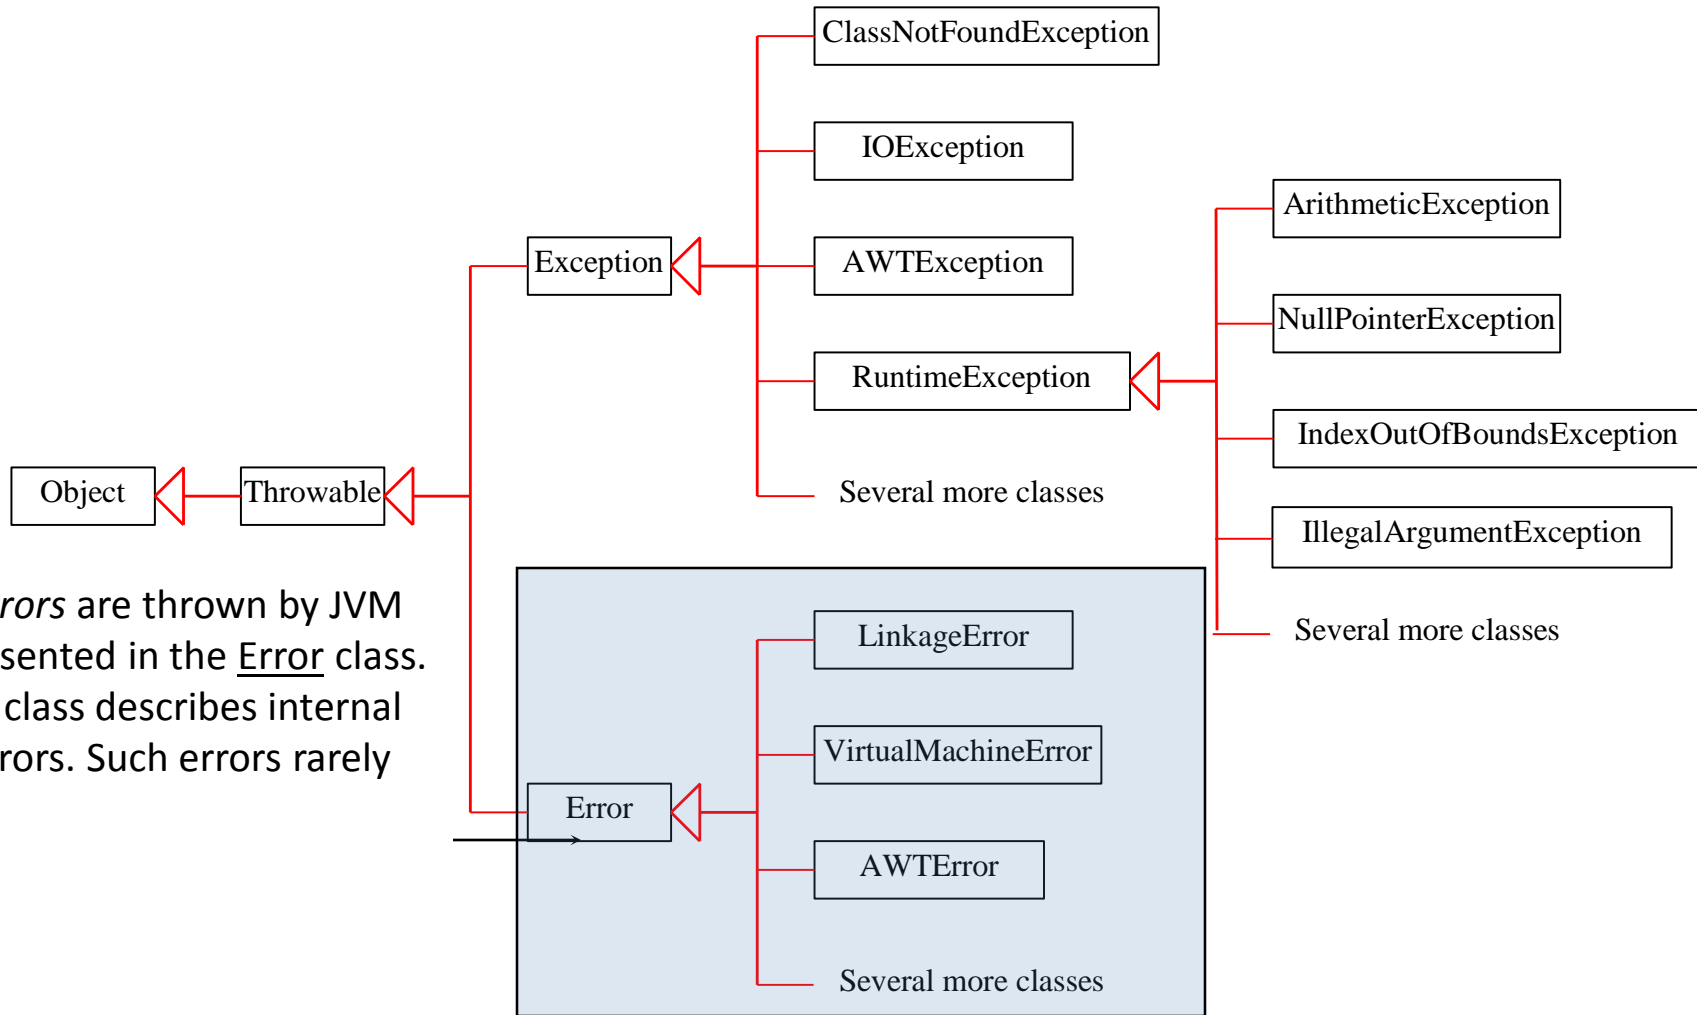 ClassNotFoundException
IOException
ArithmeticException
Exception
AWTException
NullPointerException
RuntimeException
IndexOutOfBoundsException
Object
Throwable
Several more classes
IllegalArgumentException
rors are thrown by JVM
sented in the Error class.
class describes internal
rors. Such errors rarely
LinkageError
Several more classes
VirtualMachineError
Error
AWTError
Several more classes